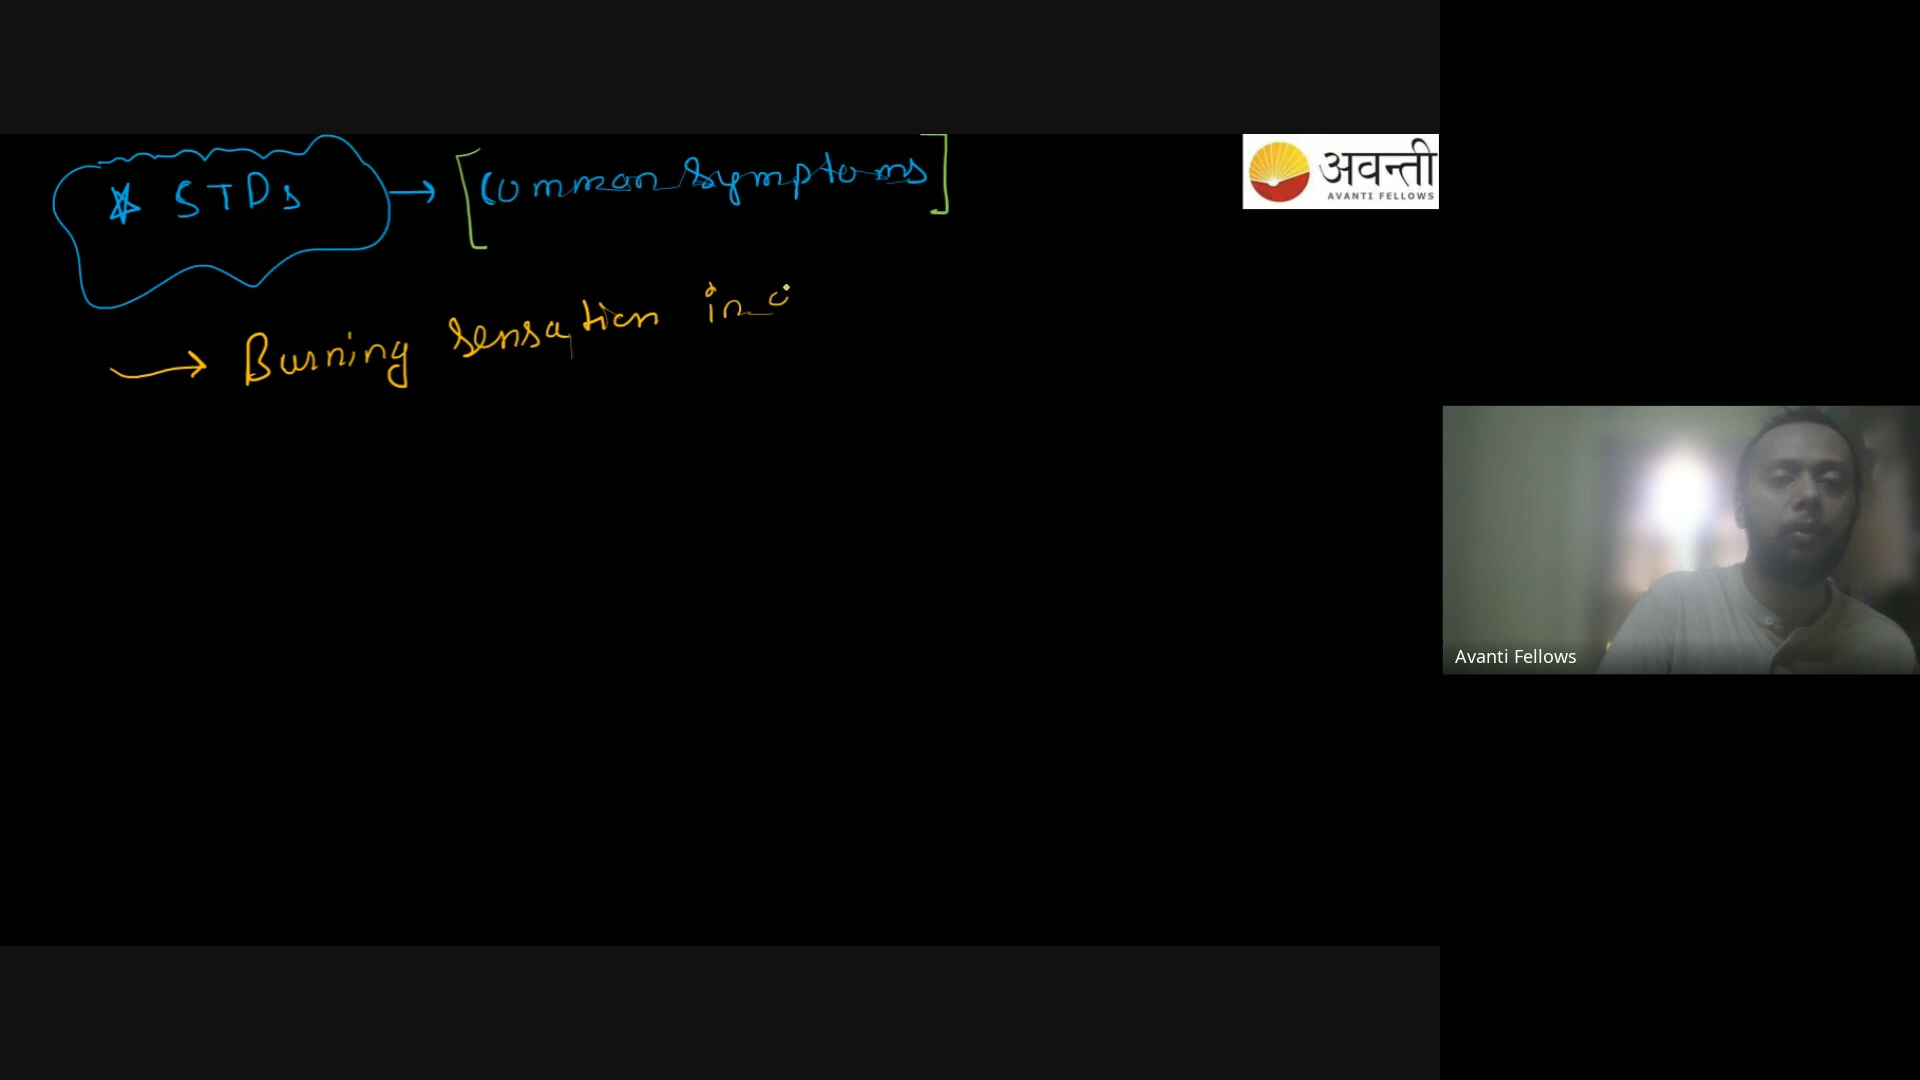 * STDs → [Common Symptoms]
अवन्ती
AVANTI FELLOWS
→ Burning sensation in
Avanti Fellows